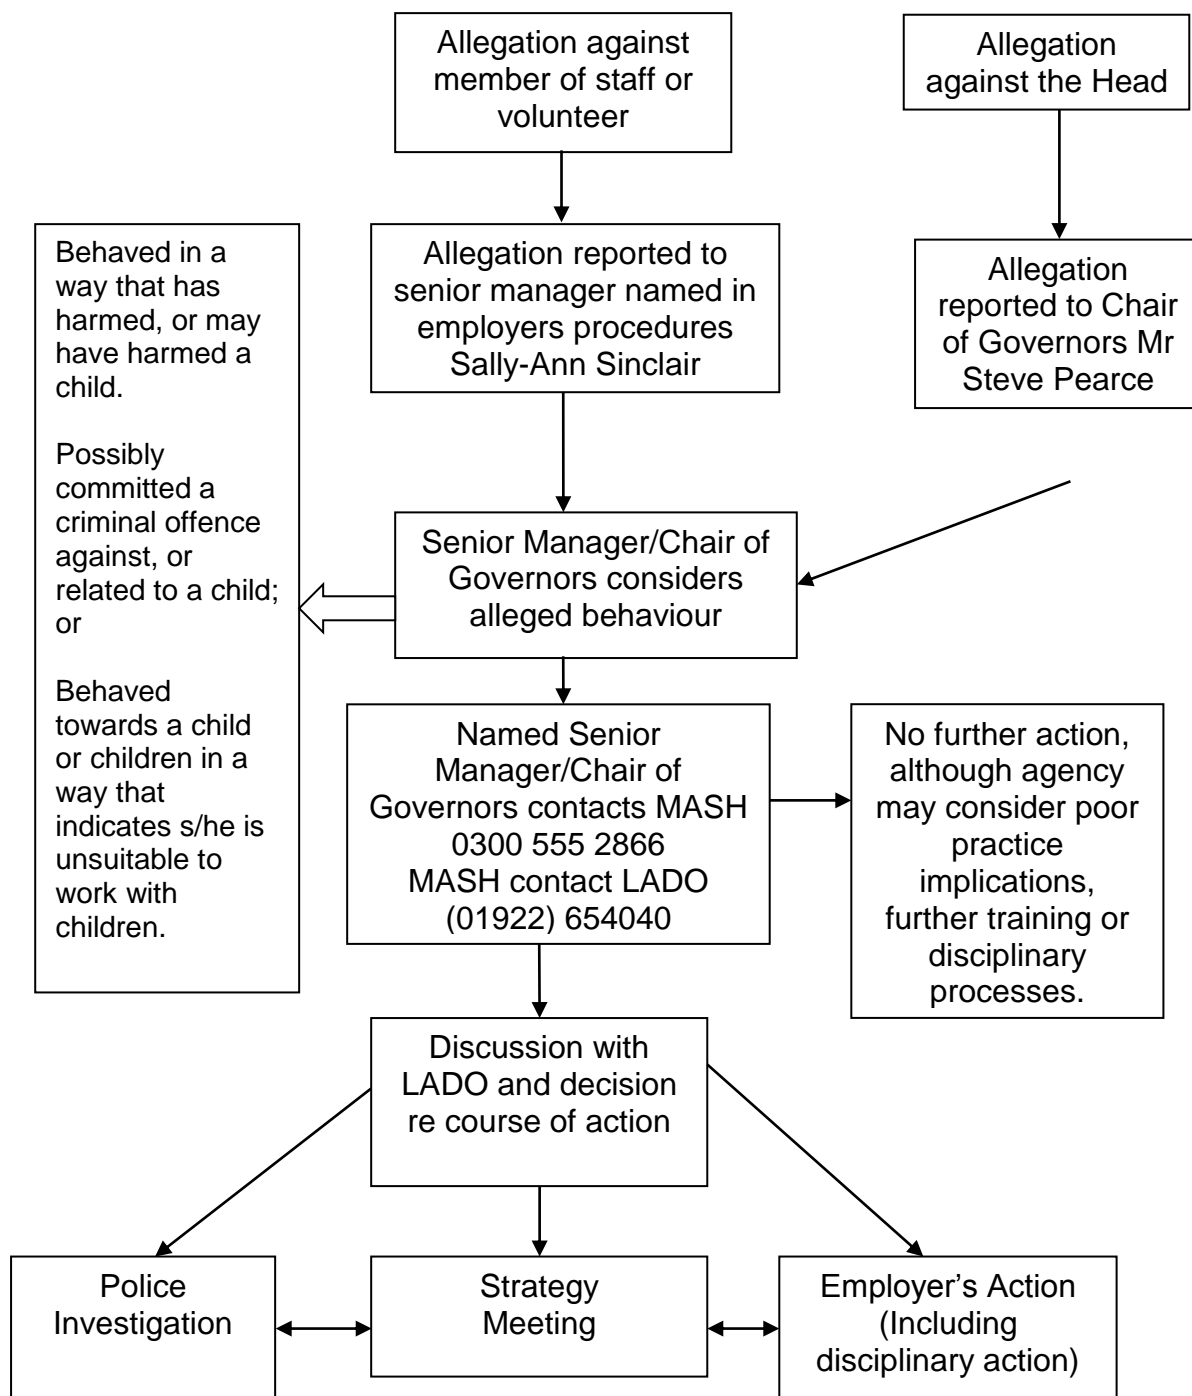 Allegation against
member of staff or
volunteer
Allegation
against the Head
Behaved in a
way that has
harmed, or may
have harmed a
child.
Possibly
committed a
criminal offence
against, or
related to a child;
or
Behaved
towards a child
or children in a
way that
indicates s/he is
unsuitable to
work with
children.
Allegation reported to
senior manager named in
employers procedures
Sally-Ann Sinclair
Allegation
reported to Chair
of Governors Mr
Steve Pearce
Senior Manager/Chair of
Governors considers
alleged behaviour
Named Senior
Manager/Chair of
Governors contacts MASH
0300 555 2866
MASH contact LADO
(01922) 654040
No further action,
although agency
may consider poor
practice
implications,
further training or
disciplinary
processes.
Discussion with
LADO and decision
re course of action
Police
Investigation
Strategy
Meeting
Employer’s Action
(Including
disciplinary action)